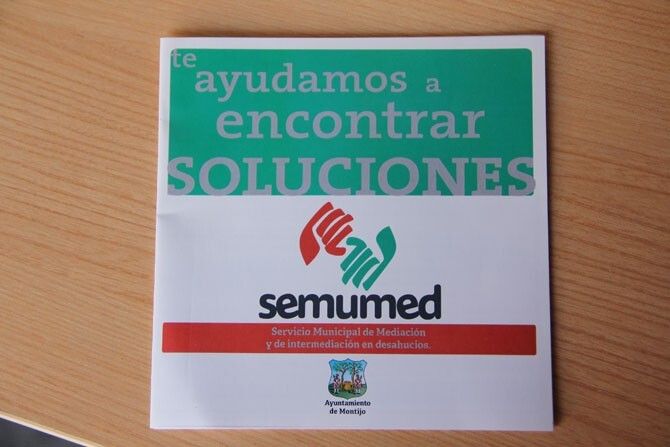 te
ayudamos a
encontrar
SOLUCIONES
semumed
Servicio Municipal de Mediación
y de intermediación en desahucios.
Ayuntamiento
de Montijo